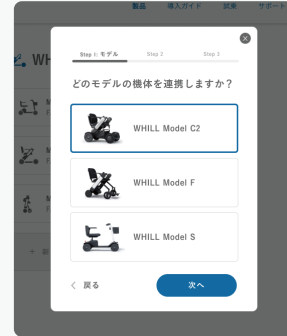 製品 導入ガイド 試乗 サポート
WH
Step 1: モデル Step 2 Step 3
どのモデルの機体を連携しますか？
WHILL Model C2
WHILL Model F
WHILL Model S
戻る 次へ